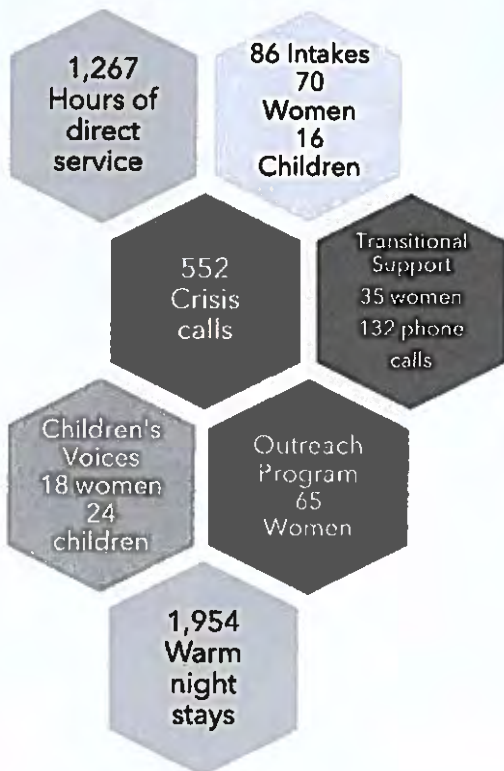 1,267
Hours of
direct
service
86 Intakes
70
Women
16
Children
552
Crisis
calls
Transitional
Support
35 women
132 phone
calls
Children's
Voices
18 women
24
children
Outreach
Program
65
Women
1,954
Warm
night
stays